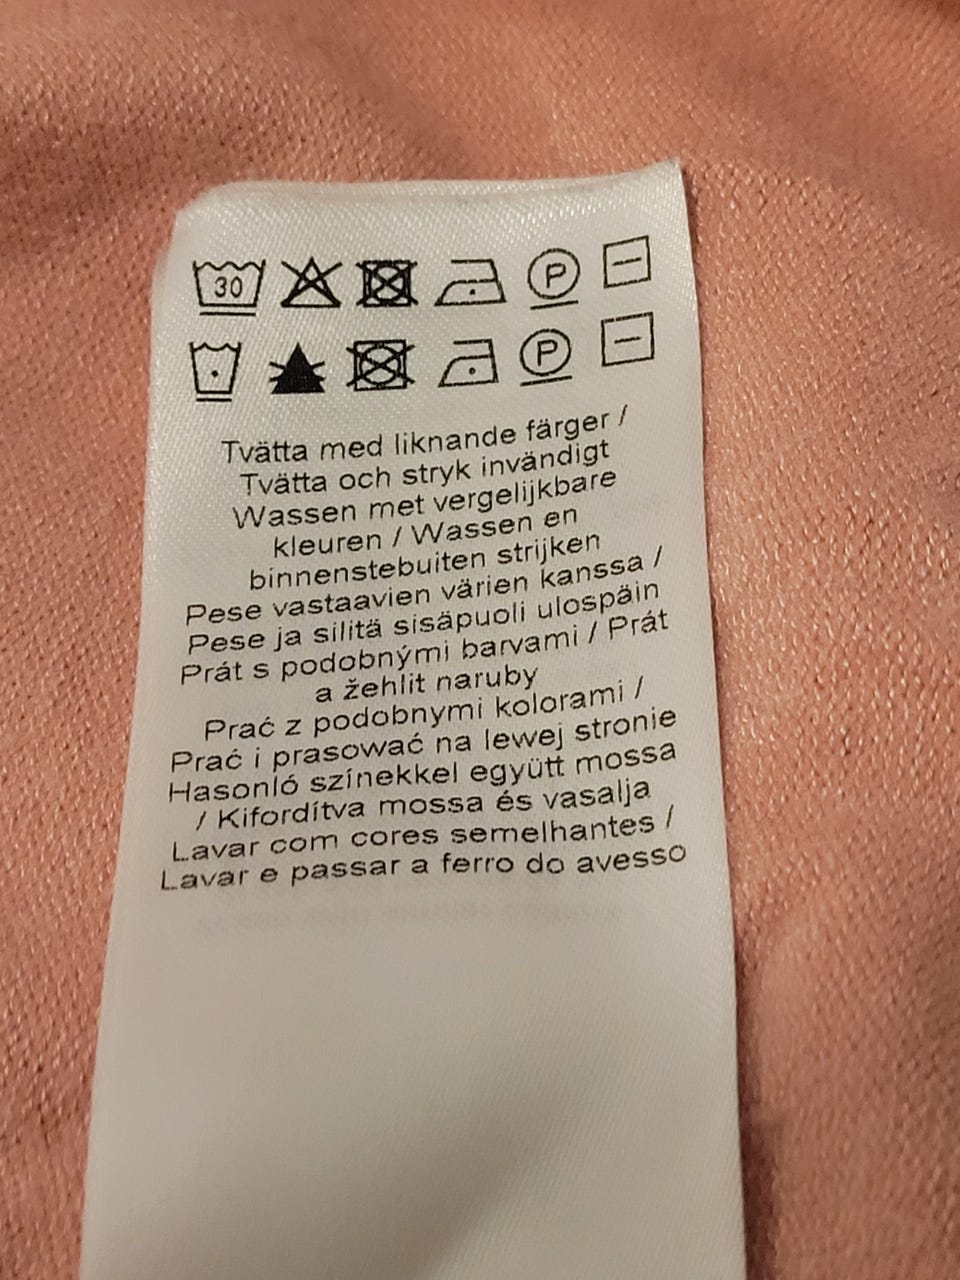 30 P
P
Tvätta med liknande färger /
Tvätta och stryk invändigt
Wassen met vergelijkbare
kleuren / Wassen en
binnenstebuiten strijken
Pese vastaavien värien kanssa /
Pese ja silitä sisäpuoli ulospäin
Prát s podobnými barvami / Prát
a žehlit naruby
Prać z podobnymi kolorami /
Prać i prasować na lewej stronie
Hasonló színekkel együtt mossa
/ Kifordítva mossa és vasalja
Lavar com cores semelhantes /
Lavar e passar a ferro do avesso